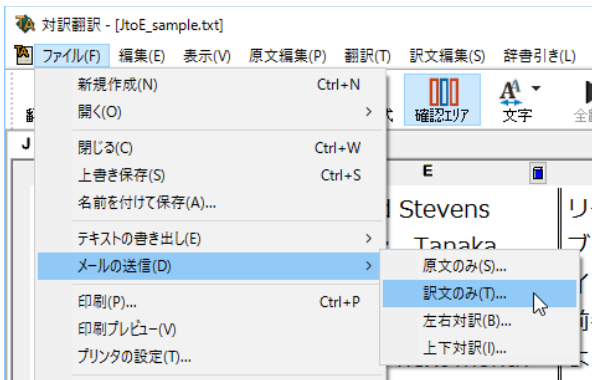 対訳翻訳 - [JtoE_sample.txt]
ファイル(F) 編集(E) 表示(V) 原文編集(P) 翻訳(T) 訳文編集(S) 辞書引き(L)
新規作成(N) Ctrl+N
開く(O) >
確認エリア 文字
閉じる(C) Ctrl+W
J
上書き保存(S) Ctrl+S
E
名前を付けて保存(A)...
Stevens
テキストの書き出し(E) >
Tanaka
メールの送信(D) >
原文のみ(S)...
訳文のみ(T)...
左右対訳(B)...
上下対訳(I)...
印刷(P)... Ctrl+P
印刷プレビュー(V)
プリンタの設定(T)...